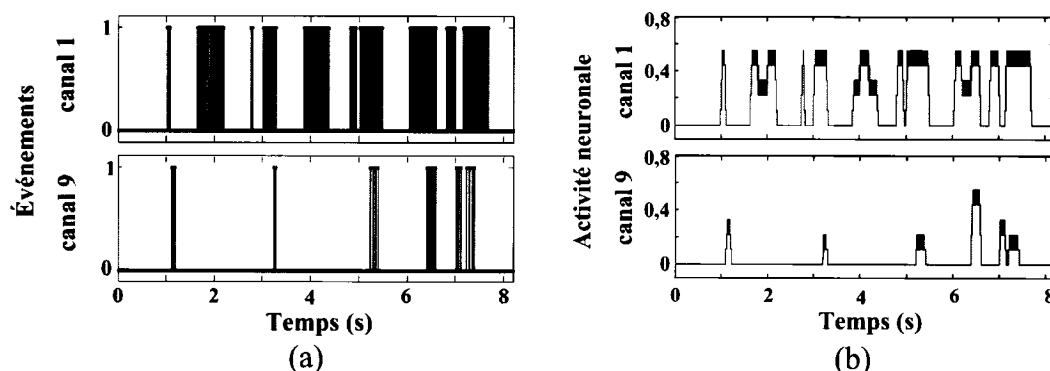 Événements
canal 1
1
0
canal 9
1
0
0 2 4 6 8
Temps (s)
(a)
Activité neuronale
canal 1
0,8
0,4
0
canal 9
0,8
0,4
0
0 2 4 6 8
Temps (s)
(b)